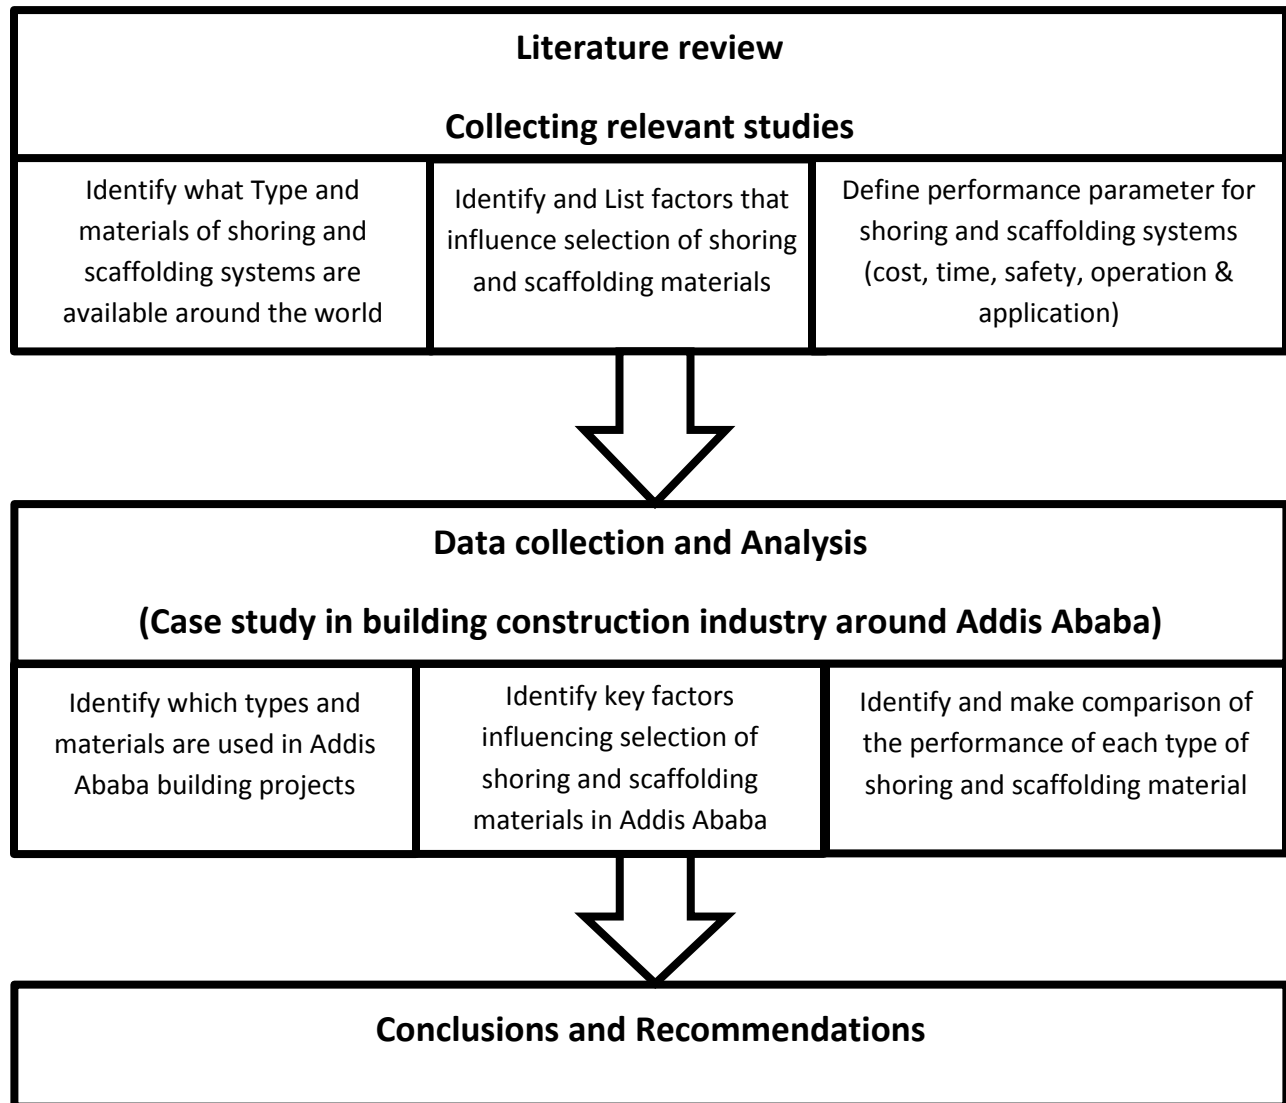 Literature review
Collecting relevant studies
Identify what Type and
materials of shoring and
scaffolding systems are
available around the world
Identify and List factors that
influence selection of shoring
and scaffolding materials
Define performance parameter for
shoring and scaffolding systems
(cost, time, safety, operation &
application)
Data collection and Analysis
(Case study in building construction industry around Addis Ababa)
Identify which types and
materials are used in Addis
Ababa building projects
Identify key factors
influencing selection of
shoring and scaffolding
materials in Addis Ababa
Identify and make comparison of
the performance of each type of
shoring and scaffolding material
Conclusions and Recommendations